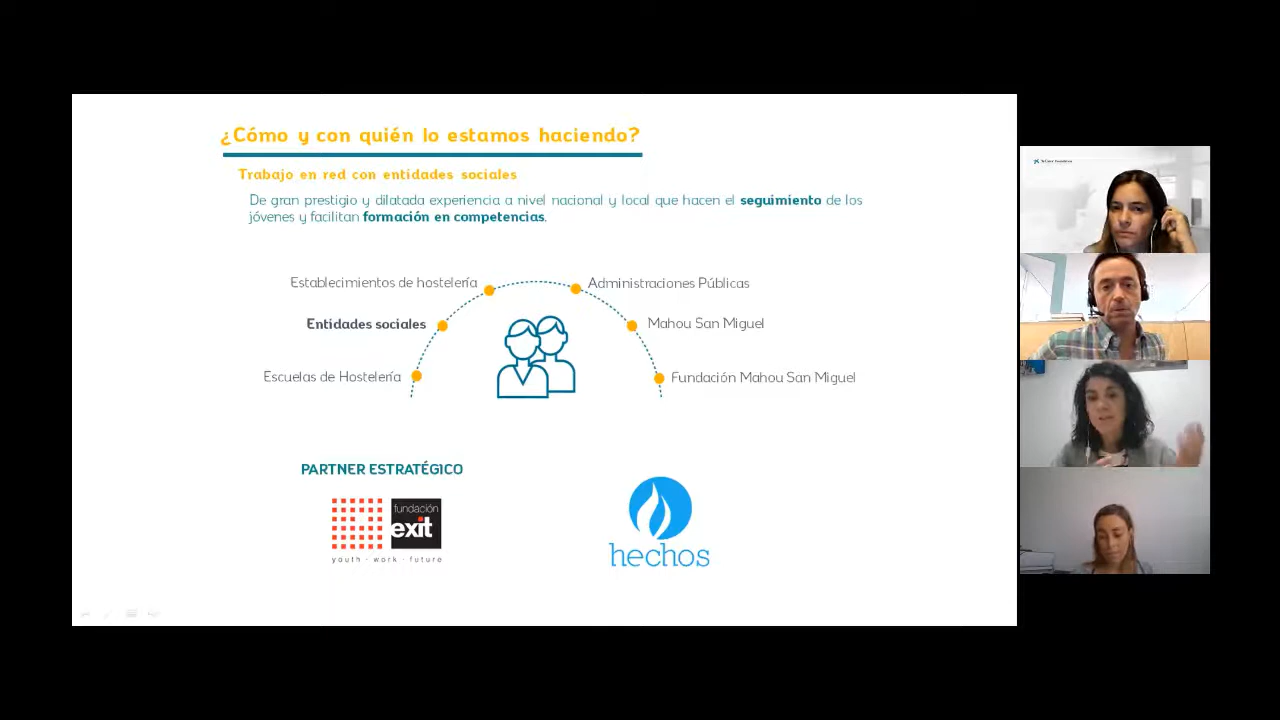 ¿Cómo y con quién lo estamos haciendo?
Trabajo en red con entidades sociales
De gran prestigio y dilatada experiencia a nivel nacional y local que hacen el seguimiento de los
jóvenes y facilitan formación en competencias.
Establecimientos de hostelería
Administraciones Públicas
Entidades sociales
Mahou San Miguel
Escuelas de Hostelería
Fundación Mahou San Miguel
PARTNER ESTRATÉGICO
fundación
exit
youth · work · future
hechos